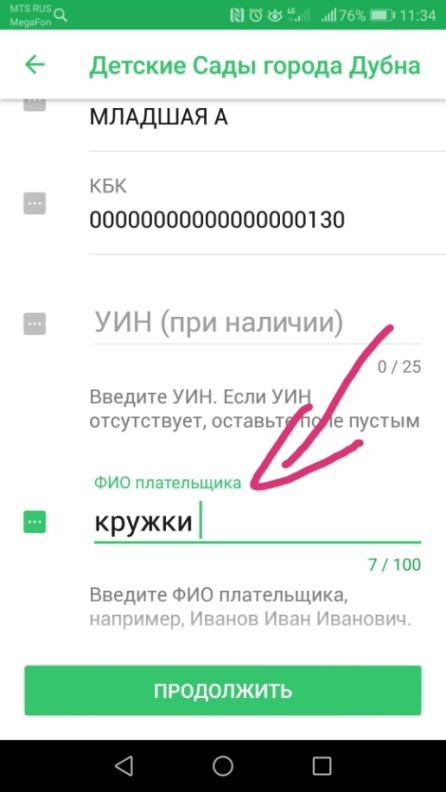 MTS RUS
MegaFon
4G
76%
11:34
Детские Сады города Дубна
МЛАДШАЯ А
КБК
00000000000000000130
УИН (при наличии)
0 / 25
Введите УИН. Если УИН
отсутствует, оставьте поле пустым
ФИО плательщика
кружки
7 / 100
Введите ФИО плательщика,
например, Иванов Иван Иванович.
ПРОДОЛЖИТЬ